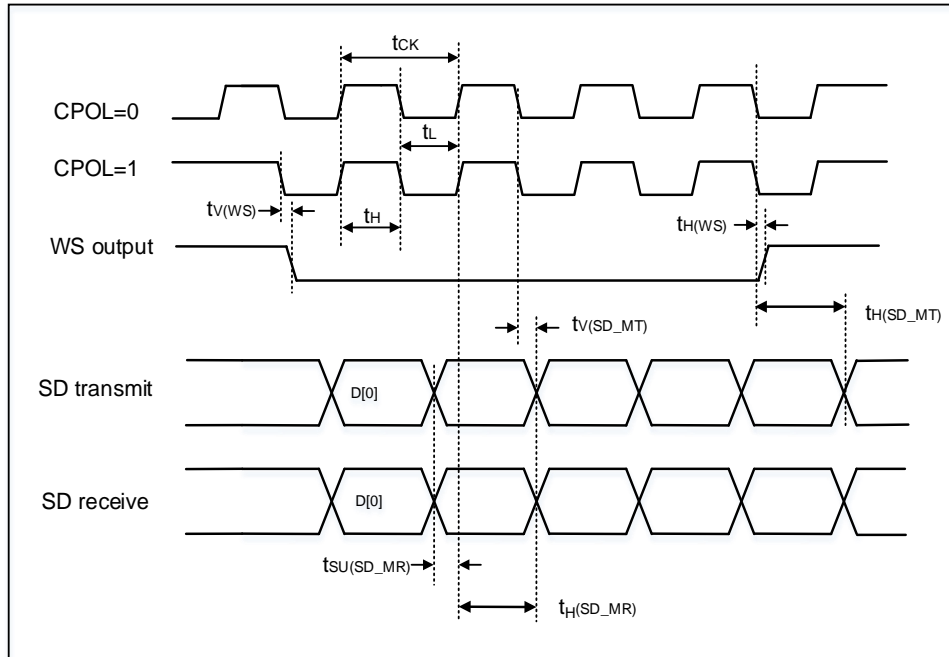 tCK
CPOL=0
tL
CPOL=1
tV(WS)
tH
tH(WS)
WS output
tV(SD_MT)
tH(SD_MT)
SD transmit
D[0]
SD receive
D[0]
tSU(SD_MR)
tH(SD_MR)